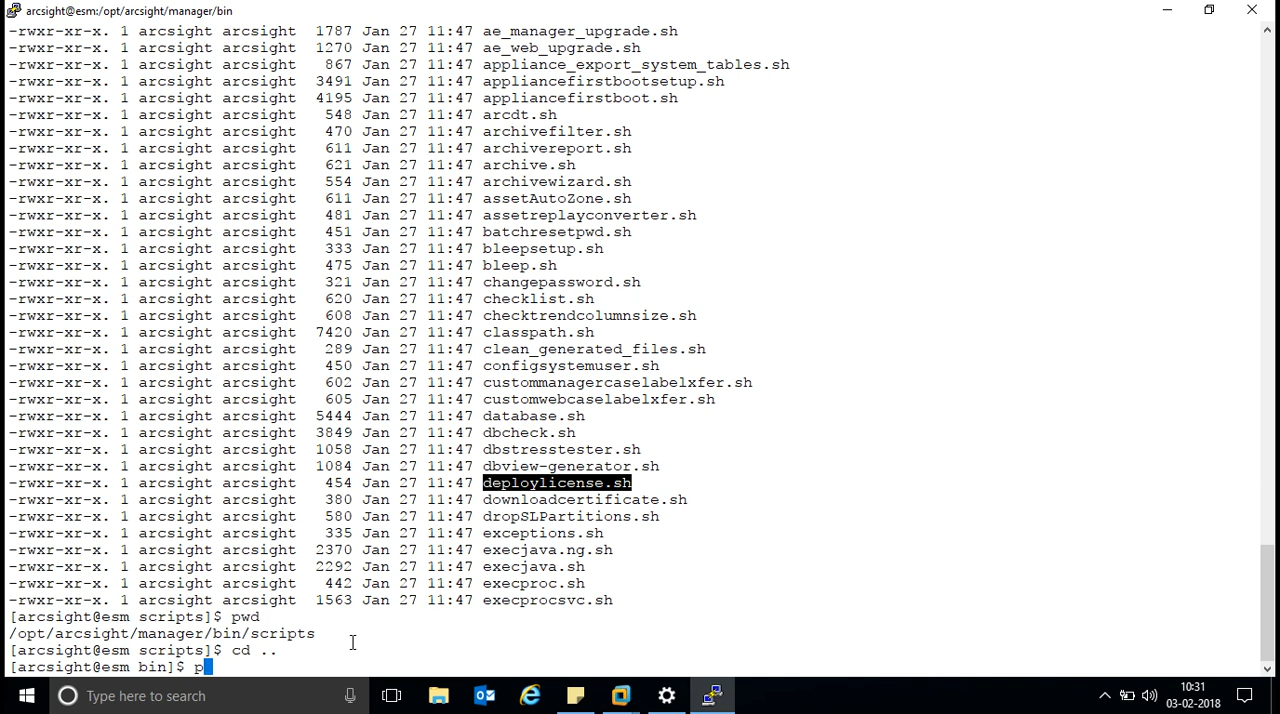 arcsight@esm:/opt/arcsight/manager/bin
-rwxr-xr-x. 1 arcsight arcsight 1787 Jan 27 11:47 ae_manager_upgrade.sh
-rwxr-xr-x. 1 arcsight arcsight 1270 Jan 27 11:47 ae_web_upgrade.sh
-rwxr-xr-x. 1 arcsight arcsight 867 Jan 27 11:47 appliance_export_system_tables.sh
-rwxr-xr-x. 1 arcsight arcsight 3491 Jan 27 11:47 appliancefirstbootsetup.sh
-rwxr-xr-x. 1 arcsight arcsight 4195 Jan 27 11:47 appliancefirstboot.sh
-rwxr-xr-x. 1 arcsight arcsight 548 Jan 27 11:47 arcdt.sh
-rwxr-xr-x. 1 arcsight arcsight 470 Jan 27 11:47 archivefilter.sh
-rwxr-xr-x. 1 arcsight arcsight 611 Jan 27 11:47 archivereport.sh
-rwxr-xr-x. 1 arcsight arcsight 621 Jan 27 11:47 archive.sh
-rwxr-xr-x. 1 arcsight arcsight 554 Jan 27 11:47 archivewizard.sh
-rwxr-xr-x. 1 arcsight arcsight 611 Jan 27 11:47 assetAutoZone.sh
-rwxr-xr-x. 1 arcsight arcsight 481 Jan 27 11:47 assetreplayconverter.sh
-rwxr-xr-x. 1 arcsight arcsight 451 Jan 27 11:47 batchresetpwd.sh
-rwxr-xr-x. 1 arcsight arcsight 333 Jan 27 11:47 bleepsetup.sh
-rwxr-xr-x. 1 arcsight arcsight 475 Jan 27 11:47 bleep.sh
-rwxr-xr-x. 1 arcsight arcsight 321 Jan 27 11:47 changepassword.sh
-rwxr-xr-x. 1 arcsight arcsight 620 Jan 27 11:47 checklist.sh
-rwxr-xr-x. 1 arcsight arcsight 608 Jan 27 11:47 checktrendcolumnsize.sh
-rwxr-xr-x. 1 arcsight arcsight 7420 Jan 27 11:47 classpath.sh
-rwxr-xr-x. 1 arcsight arcsight 289 Jan 27 11:47 clean_generated_files.sh
-rwxr-xr-x. 1 arcsight arcsight 450 Jan 27 11:47 configsystemuser.sh
-rwxr-xr-x. 1 arcsight arcsight 602 Jan 27 11:47 custommanagercaselabelxfer.sh
-rwxr-xr-x. 1 arcsight arcsight 605 Jan 27 11:47 customwebcaselabelxfer.sh
-rwxr-xr-x. 1 arcsight arcsight 5444 Jan 27 11:47 database.sh
-rwxr-xr-x. 1 arcsight arcsight 3849 Jan 27 11:47 dbcheck.sh
-rwxr-xr-x. 1 arcsight arcsight 1058 Jan 27 11:47 dbstresstester.sh
-rwxr-xr-x. 1 arcsight arcsight 1084 Jan 27 11:47 dbview-generator.sh
-rwxr-xr-x. 1 arcsight arcsight 454 Jan 27 11:47 deploylicense.sh
-rwxr-xr-x. 1 arcsight arcsight 380 Jan 27 11:47 downloadcertificate.sh
-rwxr-xr-x. 1 arcsight arcsight 580 Jan 27 11:47 dropSLPartitions.sh
-rwxr-xr-x. 1 arcsight arcsight 335 Jan 27 11:47 exceptions.sh
-rwxr-xr-x. 1 arcsight arcsight 2370 Jan 27 11:47 execjava.ng.sh
-rwxr-xr-x. 1 arcsight arcsight 2292 Jan 27 11:47 execjava.sh
-rwxr-xr-x. 1 arcsight arcsight 442 Jan 27 11:47 execproc.sh
-rwxr-xr-x. 1 arcsight arcsight 1563 Jan 27 11:47 execprocsvc.sh
[arcsight@esm scripts]$ pwd
/opt/arcsight/manager/bin/scripts
[arcsight@esm scripts]$ cd ..
[arcsight@esm bin]$ p
Type here to search
10:31
03-02-2018